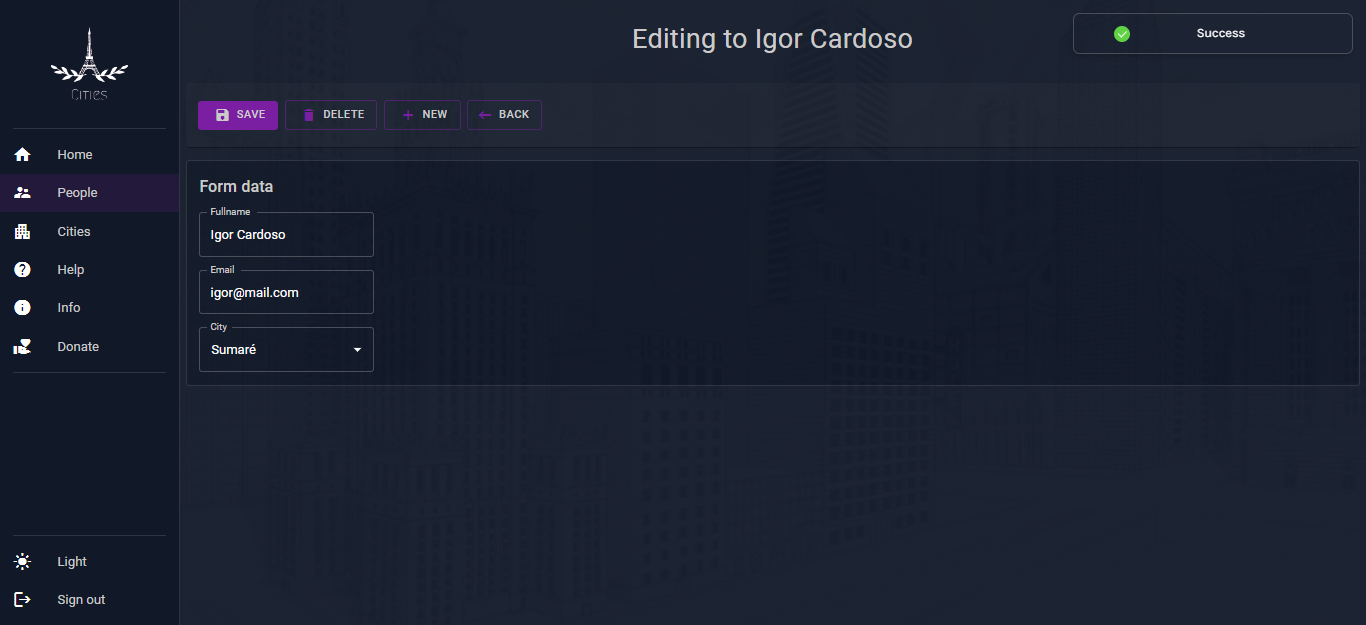 Cities
Home
People
Cities
Help
Info
Donate
Light
Sign out
Editing to Igor Cardoso
Success
SAVE
DELETE
NEW
BACK
Form data
Fullname
Igor Cardoso
Email
igor@mail.com
City
Sumaré